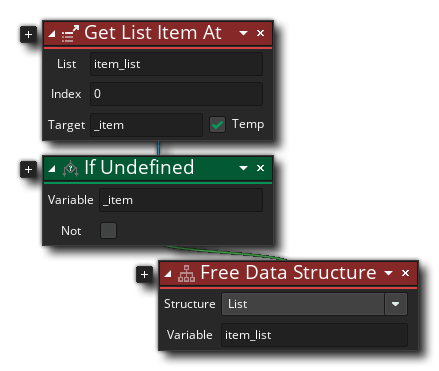 Get List Item At
List item_list
Index 0
Target _item Temp
If Undefined
Variable _item
Not
Free Data Structure
Structure List
Variable item_list